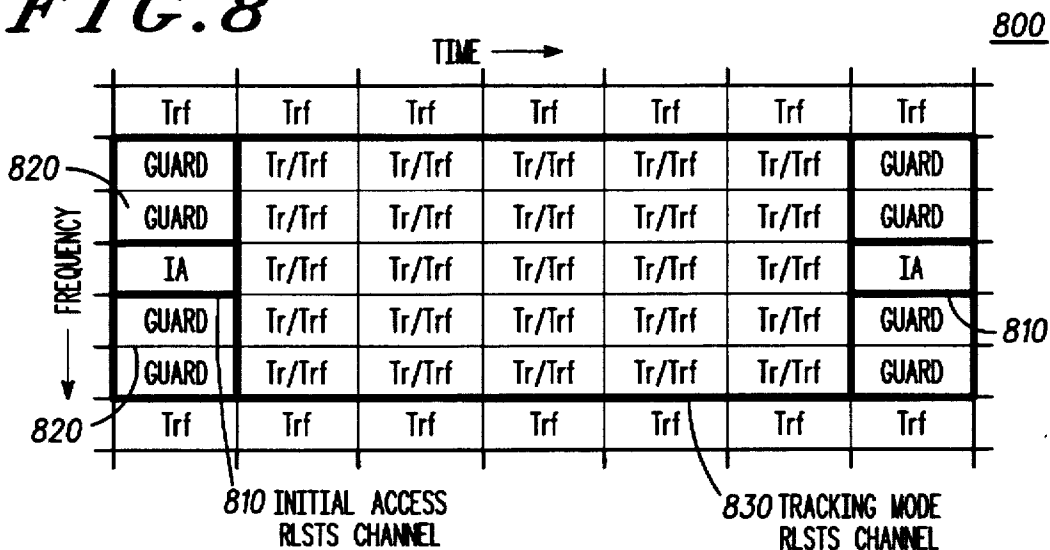 FIG.8
800
TIME
Trf Trf Trf Trf Trf Trf Trf
820
GUARD Tr/Trf Tr/Trf Tr/Trf Tr/Trf Tr/Trf GUARD
GUARD Tr/Trf Tr/Trf Tr/Trf Tr/Trf Tr/Trf GUARD
FREQUENCY
IA Tr/Trf Tr/Trf Tr/Trf Tr/Trf Tr/Trf IA
GUARD Tr/Trf Tr/Trf Tr/Trf Tr/Trf Tr/Trf GUARD
810
GUARD Tr/Trf Tr/Trf Tr/Trf Tr/Trf Tr/Trf GUARD
820
Trf Trf Trf Trf Trf Trf Trf
810 INITIAL ACCESS
RLSTS CHANNEL
830 TRACKING MODE
RLSTS CHANNEL